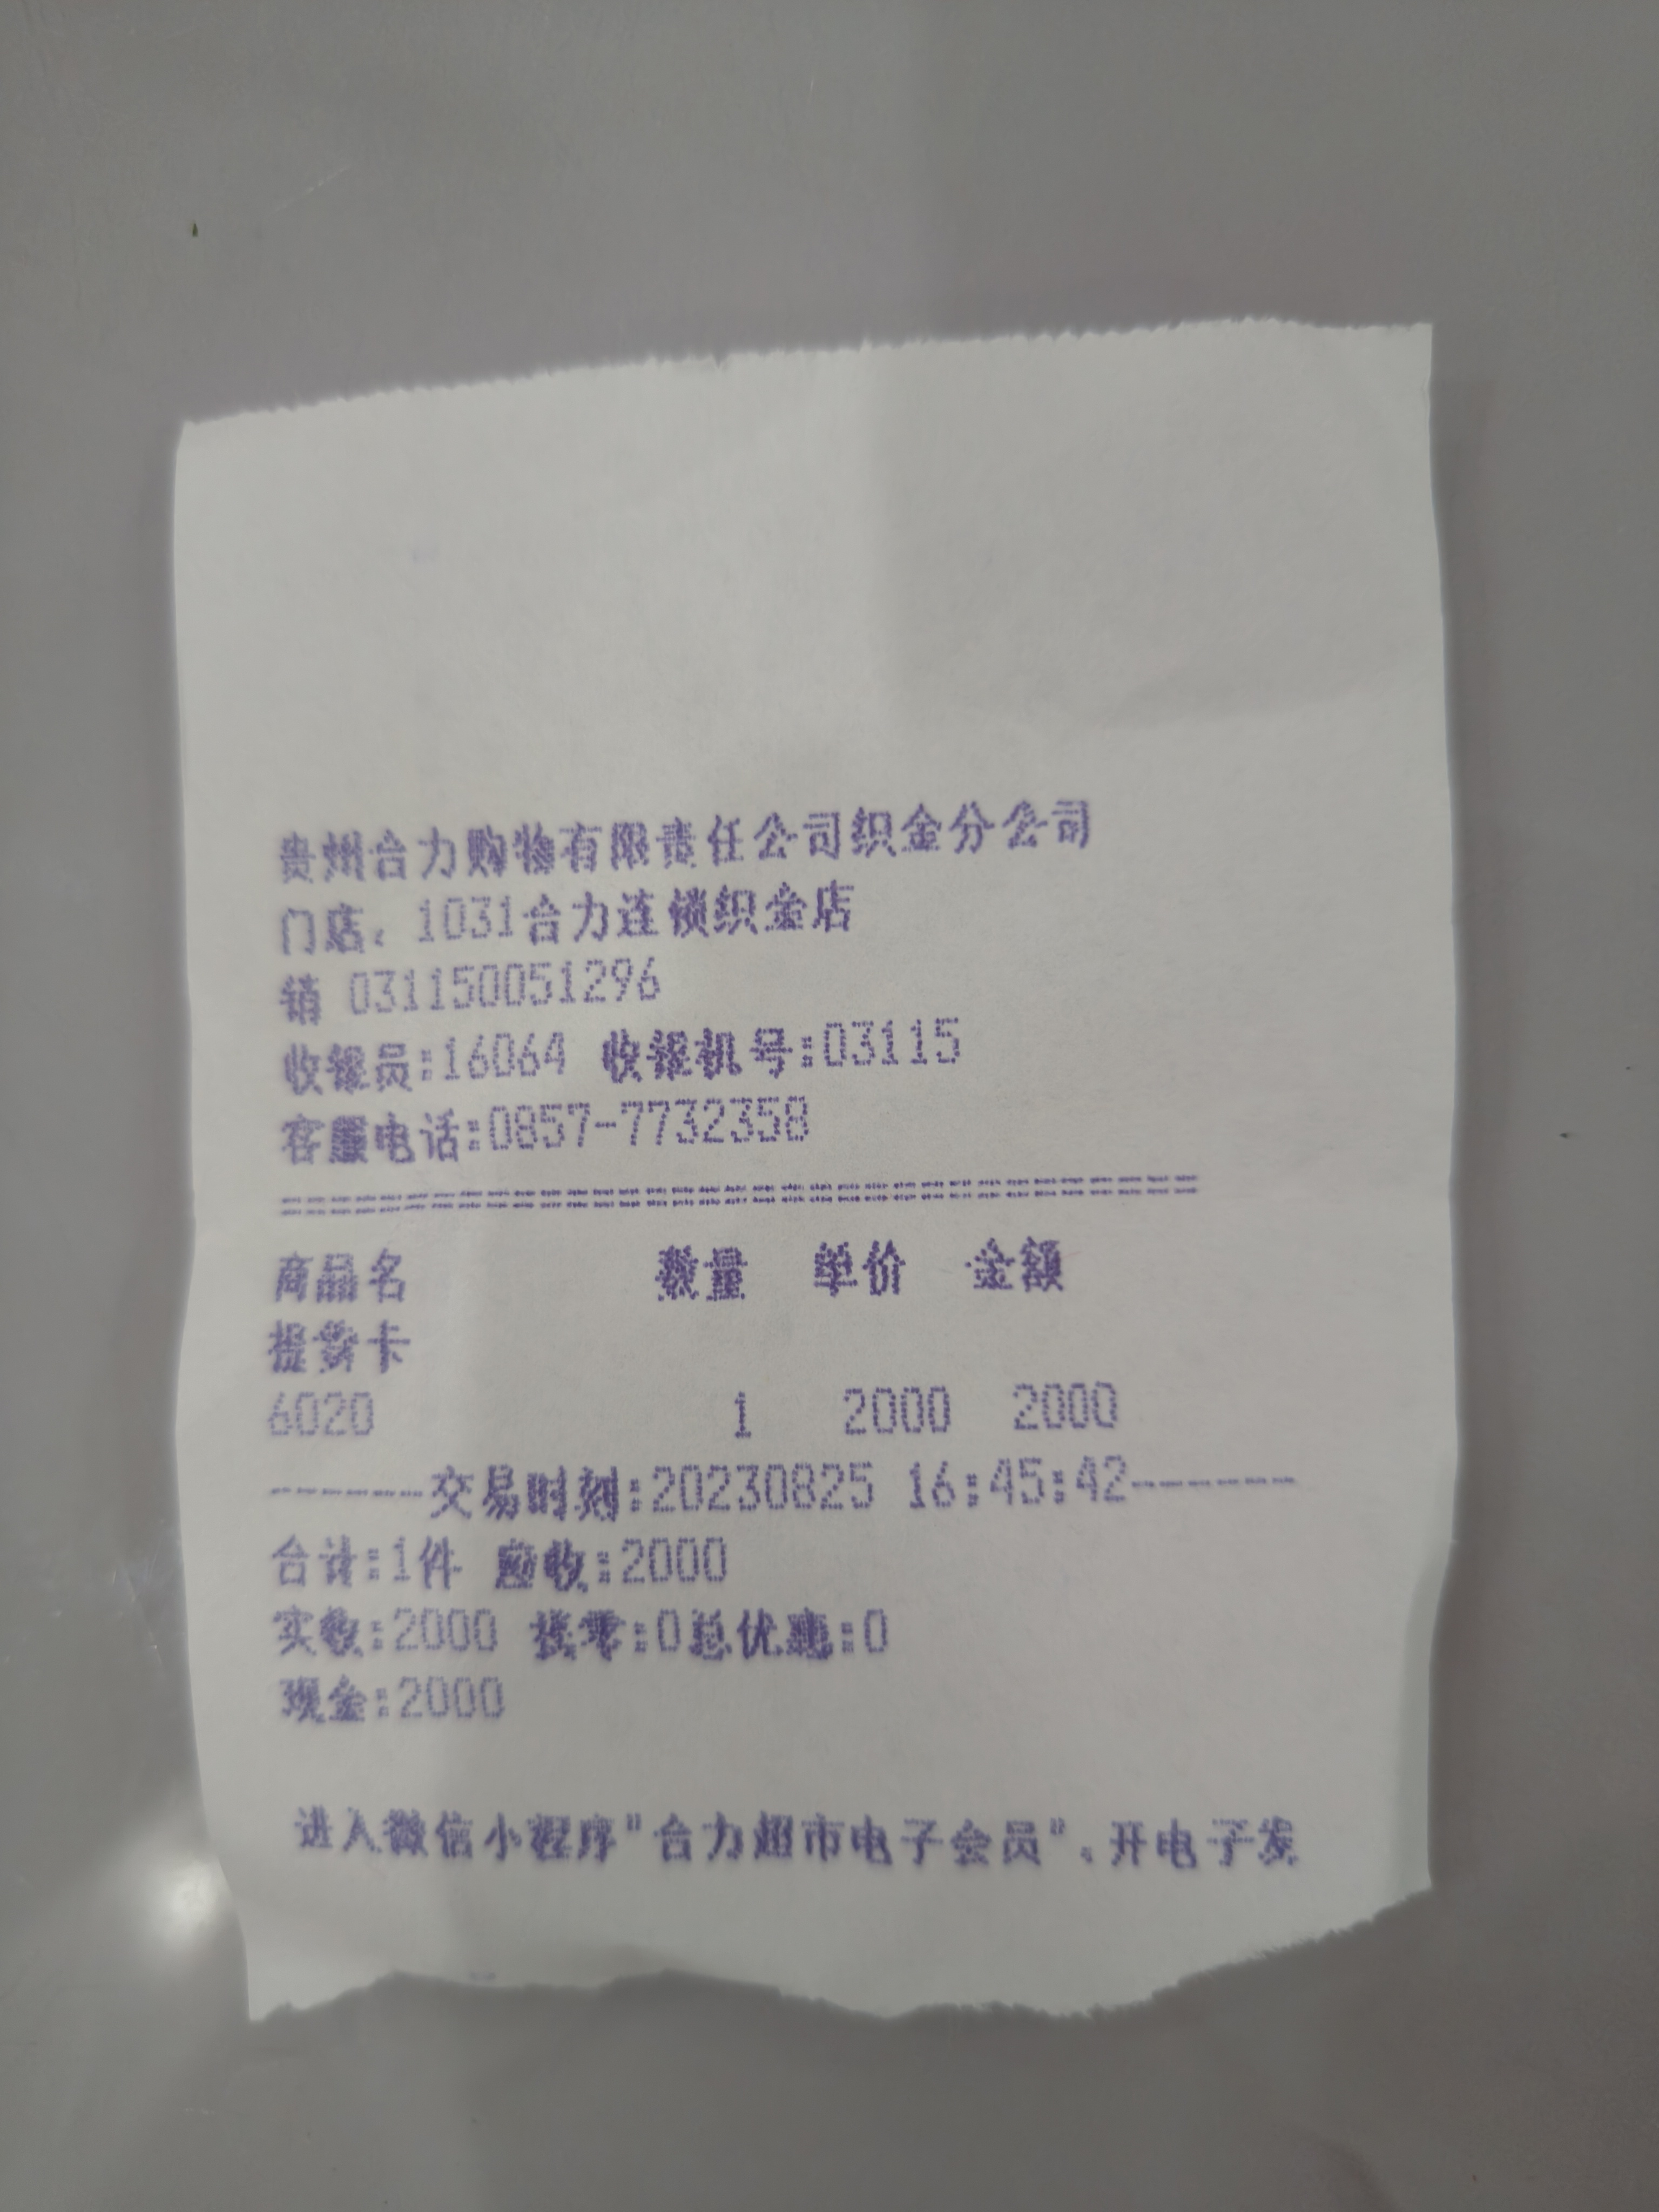 贵州合力购物有限责任公司织金分公司
门店: 1031合力连锁织金店
销 031150051296
收银员:16064 收银机号:03115
客服电话:0857-7732358
商品名 数量 单价 金额
提货卡
6020 1 2000 2000
------交易时刻:20230825 16:45:42------
合计:1件 应收:2000
实收:2000 找零:0总优惠:0
现金:2000
进入微信小程序"合力超市电子会员",开电子发